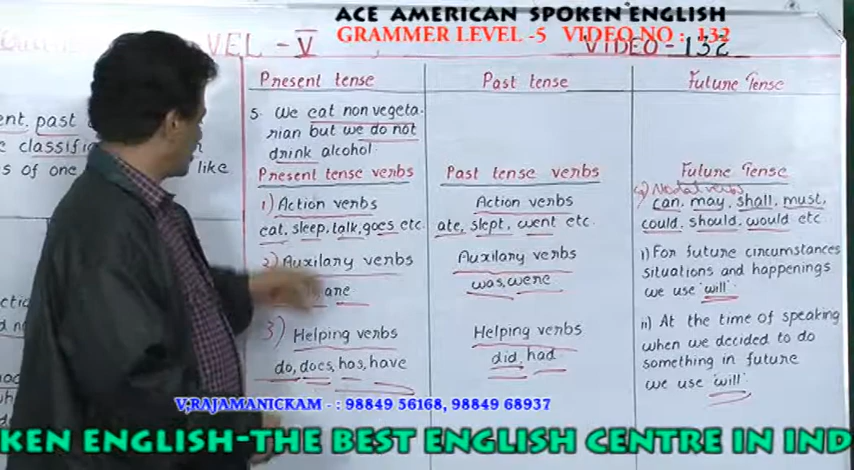 ACE AMERICAN SPOKEN ENGLISH
GRAMMER LEVEL -5 VIDEO NO : 132
VEL - V
VIDEO - 132
past
classifi
s of one
like
Present tense
5. We eat non vegeta-
rian but we do not
drink alcohol
Present tense verbs
1) Action verbs
eat, sleep, talk, goes etc.
2) Auxilary verbs
are
3) Helping verbs
do, does, has, have
Past tense
Past tense verbs
Action verbs
ate, slept, went etc.
Auxilary verbs
was, were
Helping verbs
did, had
Future Tense
Future Tense
Modal verbs
can, may, shall, must,
could, should, would etc
i) For future circumstances
situations and happenings
we use 'will'
ii) At the time of speaking
when we decided to do
something in future
we use 'will'
V,RAJAMANICKAM - : 98849 56168, 98849 68937
KEN ENGLISH-THE BEST ENGLISH CENTRE IN IND